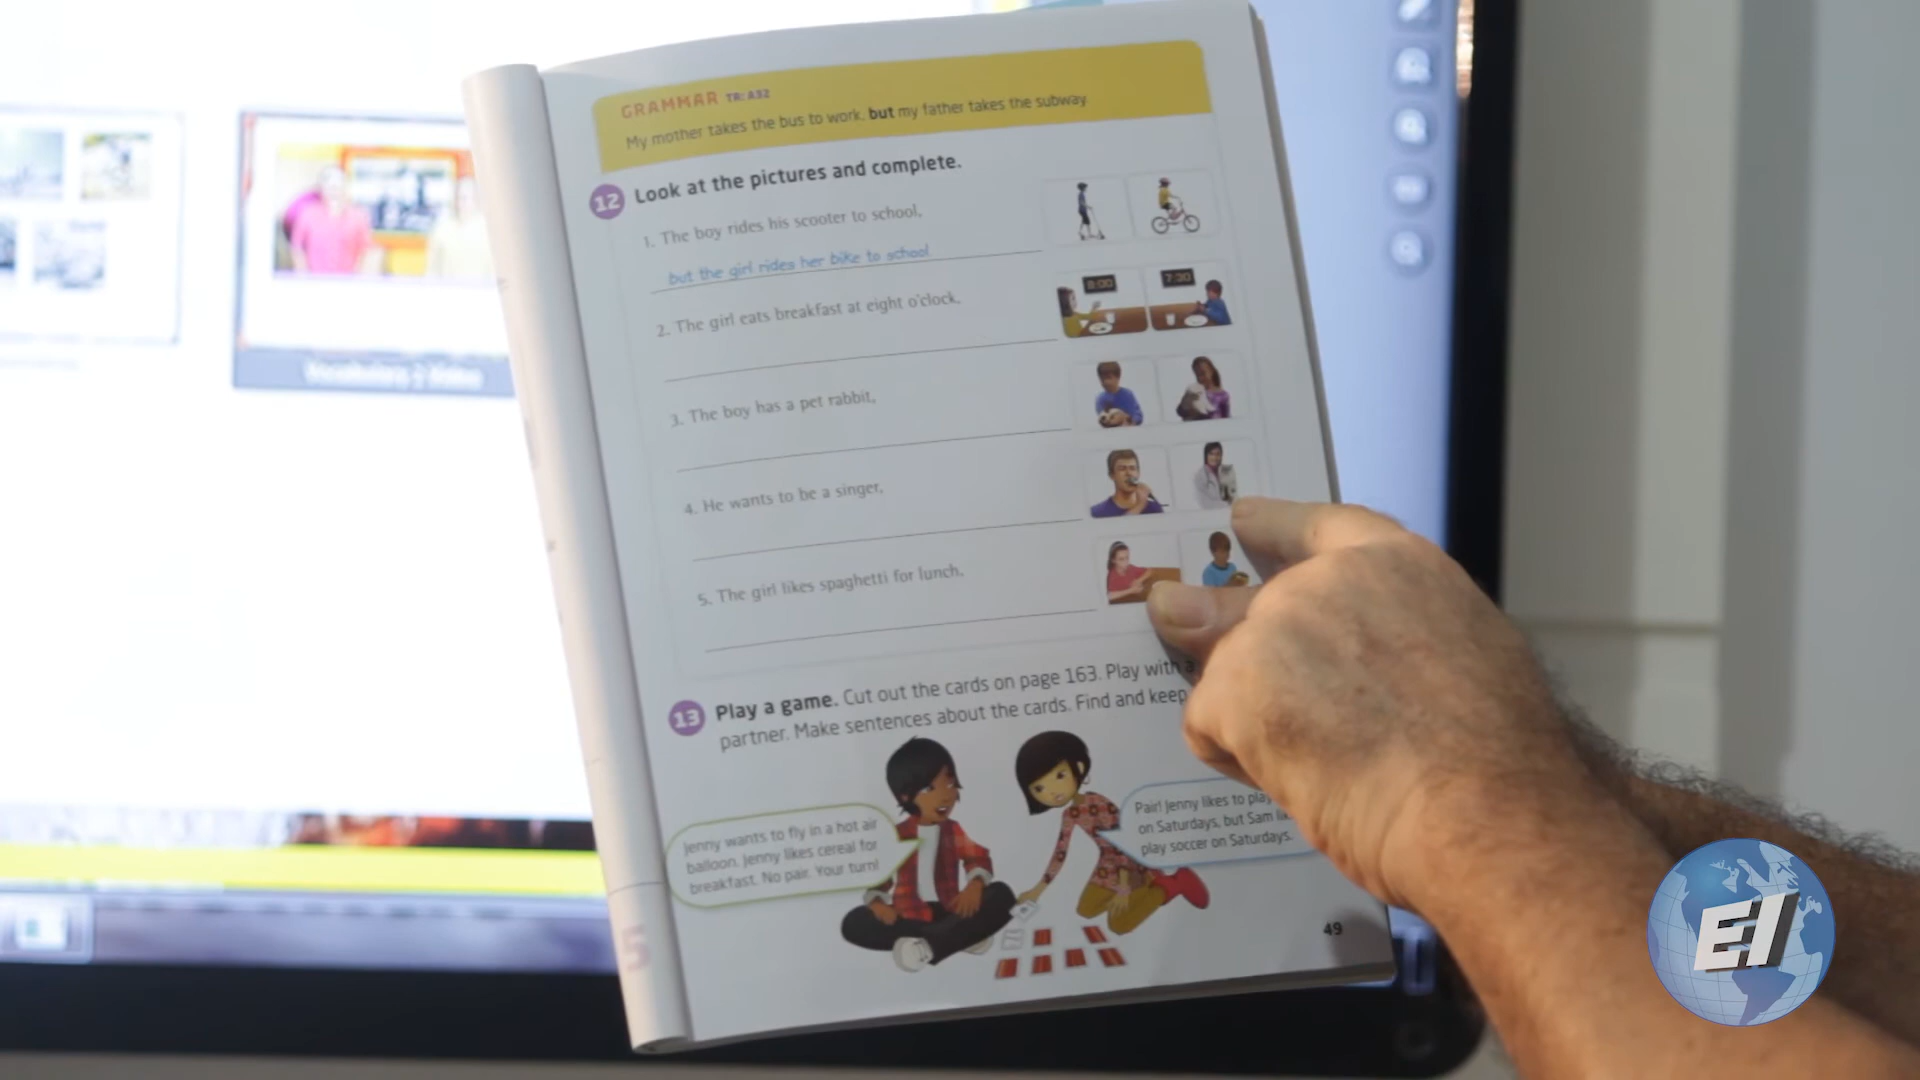 GRAMMAR TR: A32
My mother takes the bus to work, but my father takes the subway.
12 Look at the pictures and complete.
1. The boy rides his scooter to school,
but the girl rides her bike to school
2. The girl eats breakfast at eight o'clock,
8:00 7:30
3. The boy has a pet rabbit,
4. He wants to be a singer,
5. The girl likes spaghetti for lunch,
13 Play a game. Cut out the cards on page 163. Play with a
partner. Make sentences about the cards. Find and keep
Jenny wants to fly in a hot air
balloon. Jenny likes cereal for
breakfast. No pair. Your turn!
Pair! Jenny likes to play
on Saturdays, but Sam
play soccer on Saturdays.
49
5
Vocabulary 2 Video
EI